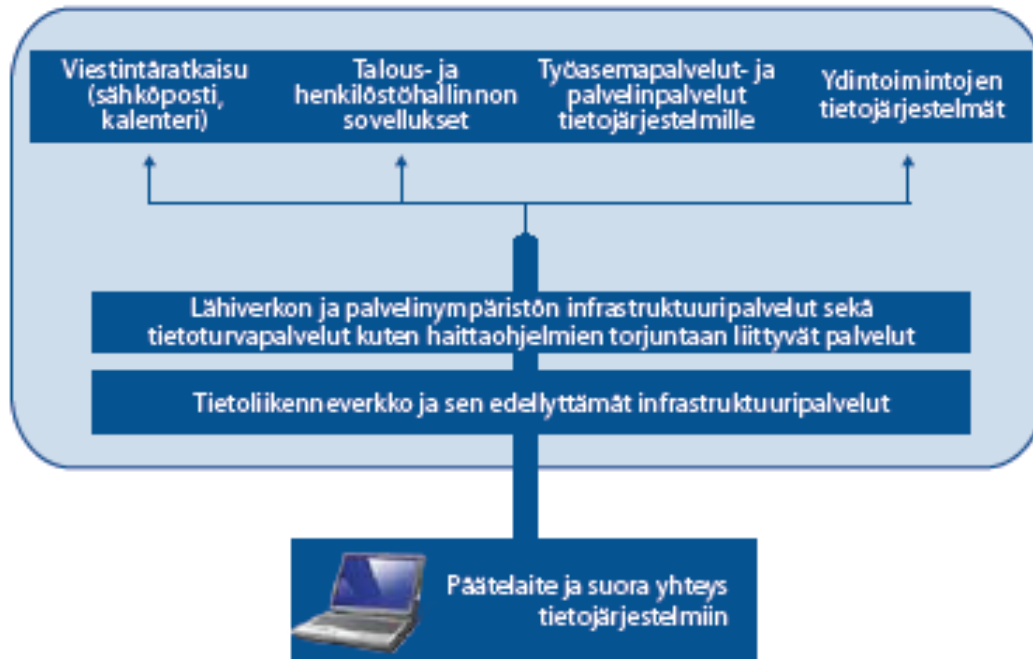 Viestintäratkaisu
(sähköposti,
kalenteri)
Talous- ja
henkilöstöhallinnon
sovellukset
Työasemapalvelut- ja
palvelinpalvelut
tietojärjestelmille
Ydintoimintojen
tietojärjestelmät
Lähiverkon ja palvelinympäristön infrastruktuuripalvelut sekä
tietoturvapalvelut kuten haittaohjelmien torjuntaan liittyvät palvelut
Tietoliikenneverkko ja sen edellyttämät infrastruktuuripalvelut
Päätelaite ja suora yhteys
tietojärjestelmiin